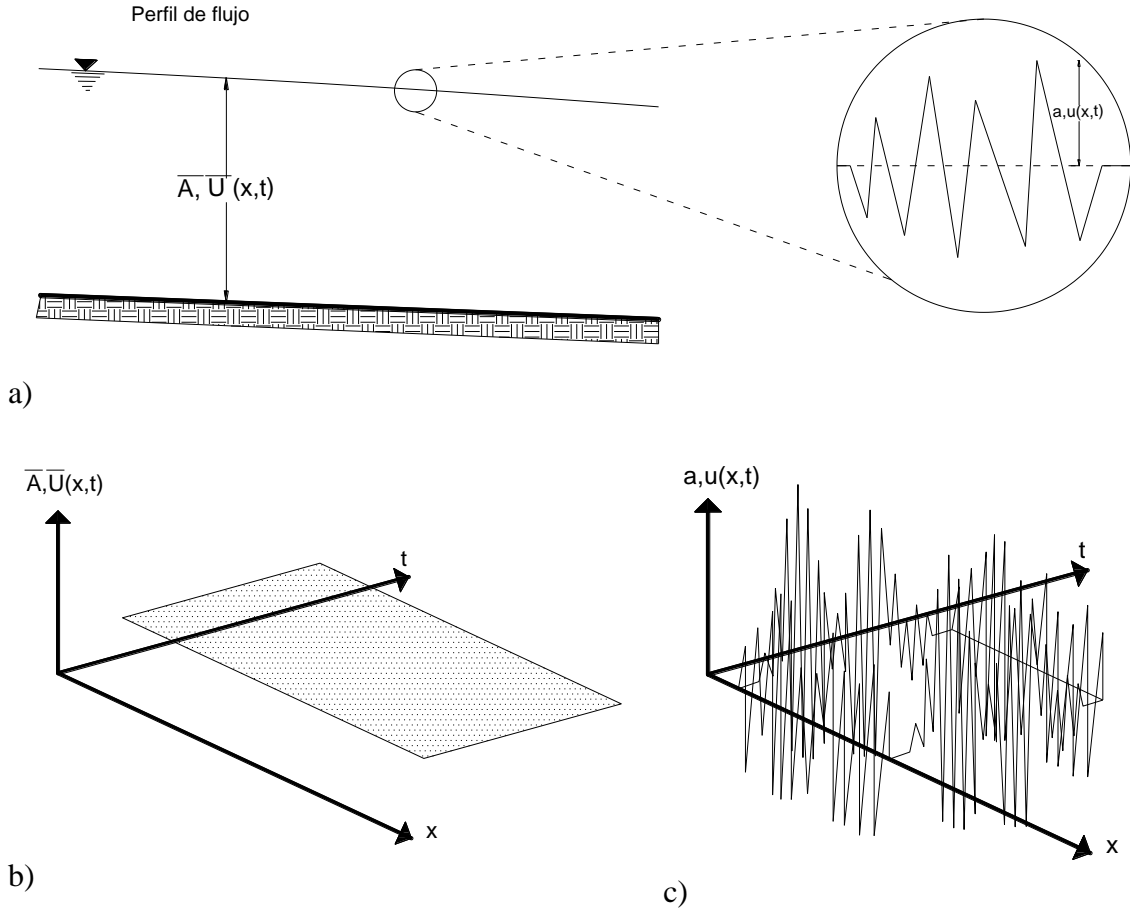 Perfil de flujo
a,u(x,t)
A, U (x,t)
a)
A,U(x,t)
t
x
b)
a,u(x,t)
t
x
c)